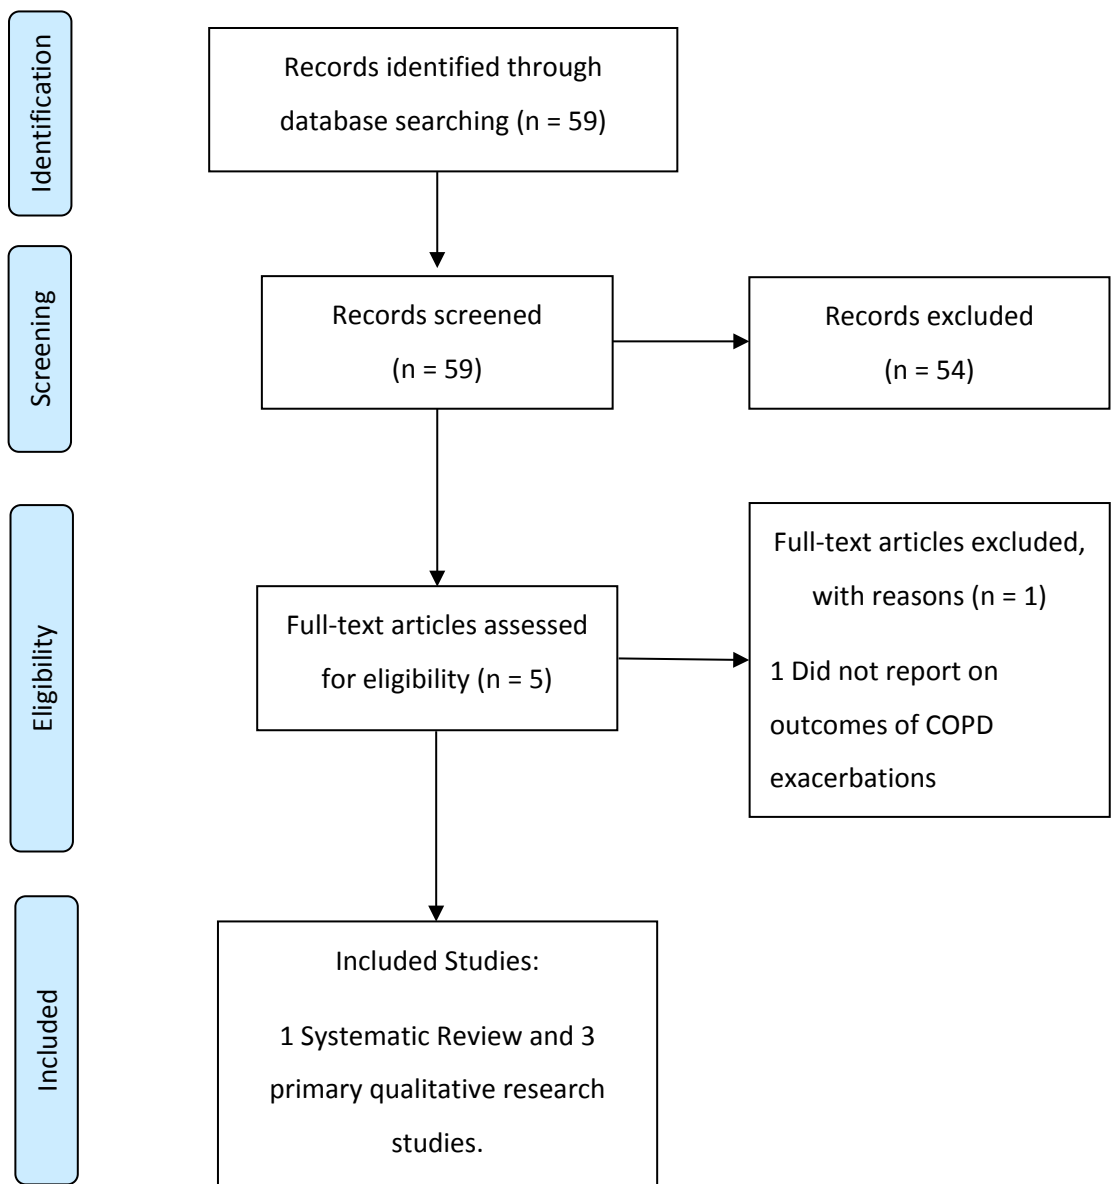 Identification
Records identified through
database searching (n = 59)
Screening
Records screened
(n = 59)
Records excluded
(n = 54)
Eligibility
Full-text articles assessed
for eligibility (n = 5)
Full-text articles excluded,
with reasons (n = 1)
1 Did not report on
outcomes of COPD
exacerbations
Included
Included Studies:
1 Systematic Review and 3
primary qualitative research
studies.